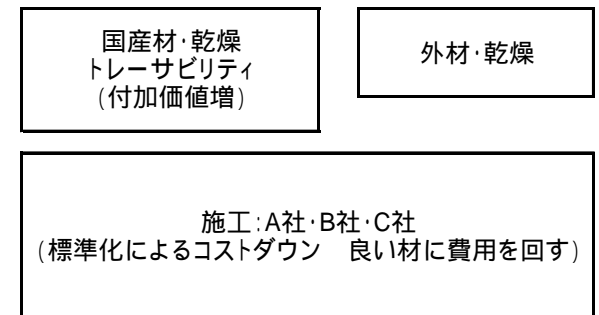 国産材・乾燥
トレーサビリティ
(付加価値増)
外材・乾燥
施工:A社・B社・C社
(標準化によるコストダウン　良い材に費用を回す)